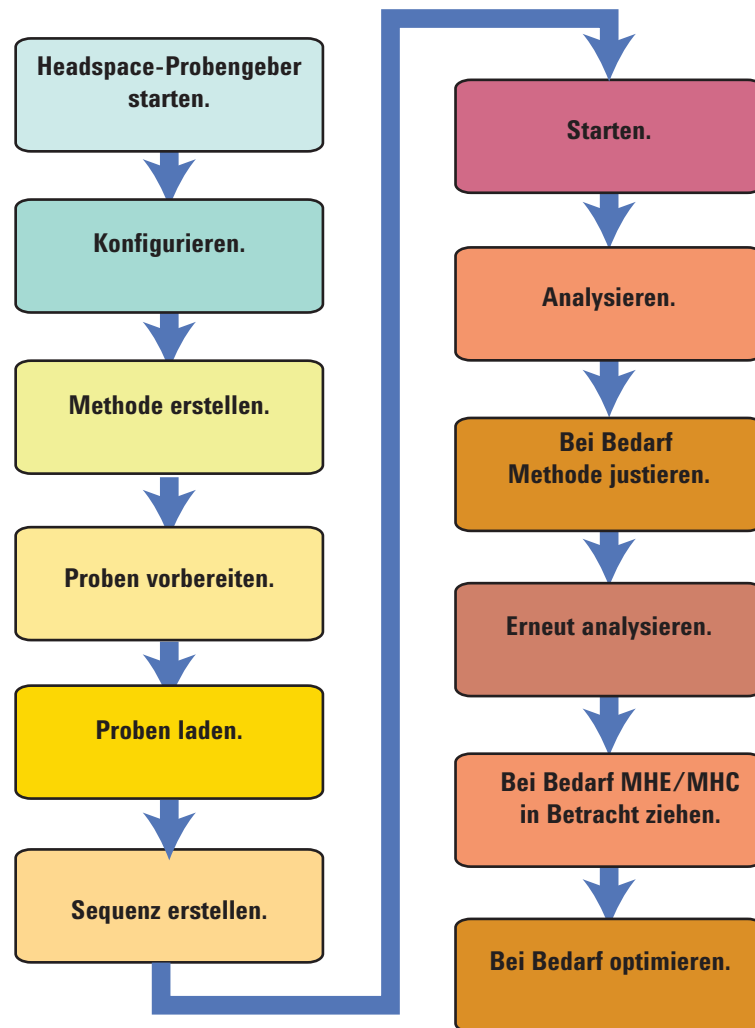 Headspace-Probengeber
starten.
Konfigurieren.
Methode erstellen.
Proben vorbereiten.
Proben laden.
Sequenz erstellen.
Starten.
Analysieren.
Bei Bedarf
Methode justieren.
Erneut analysieren.
Bei Bedarf MHE/MHC
in Betracht ziehen.
Bei Bedarf optimieren.